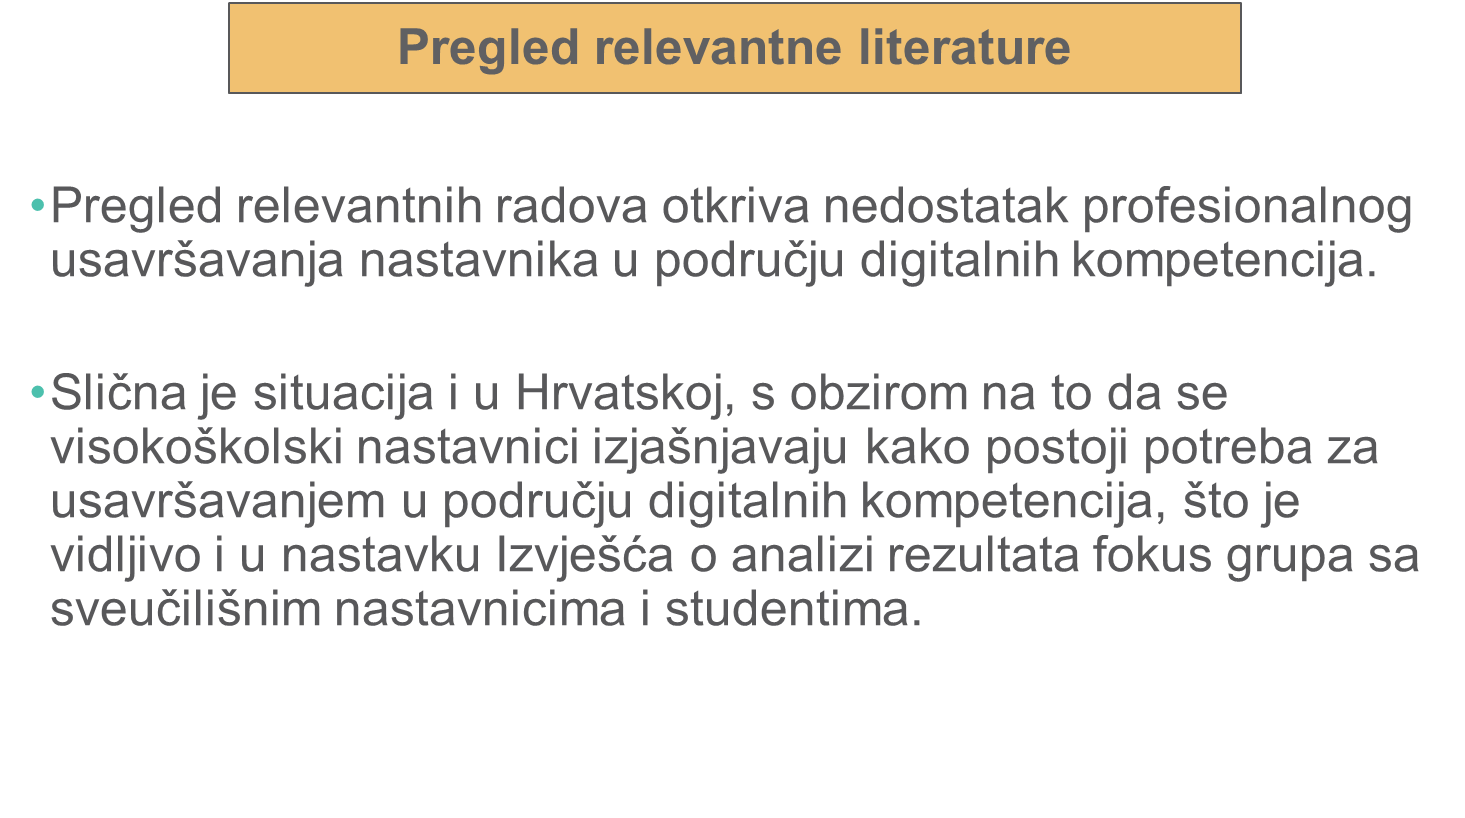 Pregled relevantne literature
•Pregled relevantnih radova otkriva nedostatak profesionalnog
usavršavanja nastavnika u području digitalnih kompetencija.
•Slična je situacija i u Hrvatskoj, s obzirom na to da se
visokoškolski nastavnici izjašnjavaju kako postoji potreba za
usavršavanjem u području digitalnih kompetencija, što je
vidljivo i u nastavku Izvješća o analizi rezultata fokus grupa sa
sveučilišnim nastavnicima i studentima.